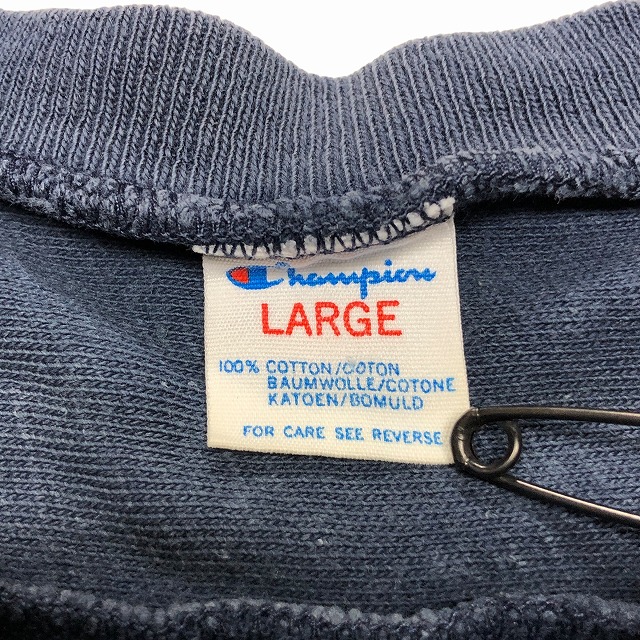 Champion
LARGE
100% COTTON/COTON
BAUMWOLLE/COTONE
KATOEN/BOMULD
FOR CARE SEE REVERSE